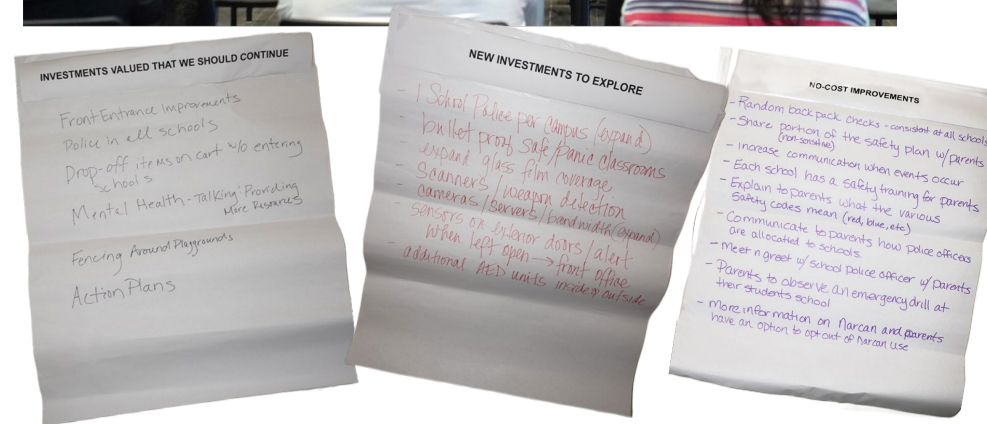 INVESTMENTS VALUED THAT WE SHOULD CONTINUE
Front Entrance Improvements
Police in all schools
Drop-off items on cart w/o entering
schools
Mental Health - Talking Providing
More Resources
Fencing Around Playgrounds
Action Plans
NEW INVESTMENTS TO EXPLORE
- 1 School Police per campus (expand)
- bullet proof safe/panic classrooms
- expand glass film coverage
- Scanners / weapon detection
- cameras / servers / bandwidth (expand)
- sensors on exterior doors / alert
when left open → front office
- additional AED units inside & outside
NO-COST IMPROVEMENTS
- Random back pack checks - consistent at all schools
- Share portion of the safety plan w/ parents
(non-sensitive)
- Increase communication when events occur
- Each school has a safety training for parents
- Explain to parents what the various
Safety codes mean (red, blue, etc)
- Communicate to parents how police officers
are allocated to schools.
- Meet n greet w/ school police officer w/ parents
- Parents to observe an emergency drill at
their students school
- More information on Narcan and parents
have an option to opt out of Narcan Use